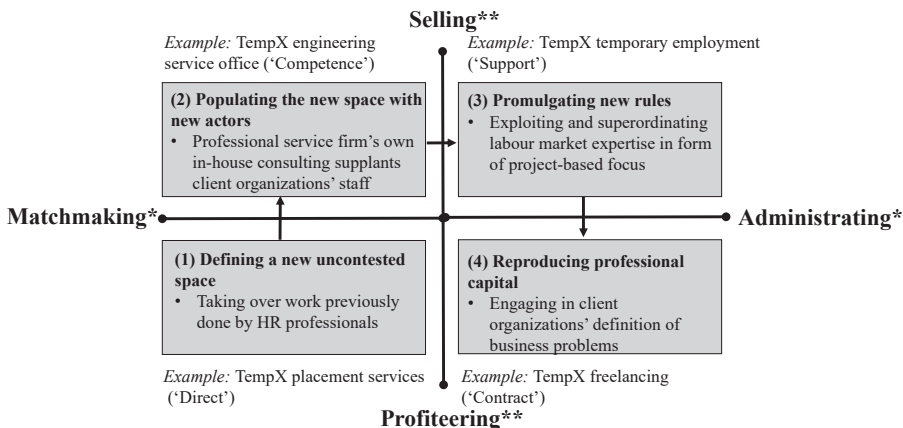 Selling**
Example: TempX engineering
service office (‘Competence’)
Example: TempX temporary employment
(‘Support’)
(2) Populating the new space with
new actors
• Professional service firm’s own
in-house consulting supplants
client organizations’ staff
(3) Promulgating new rules
• Exploiting and superordinating
labour market expertise in form
of project-based focus
Matchmaking*
Administrating*
(1) Defining a new uncontested
space
• Taking over work previously
done by HR professionals
(4) Reproducing professional
capital
• Engaging in client
organizations’ definition of
business problems
Example: TempX placement services
(‘Direct’)
Example: TempX freelancing
(‘Contract’)
Profiteering**